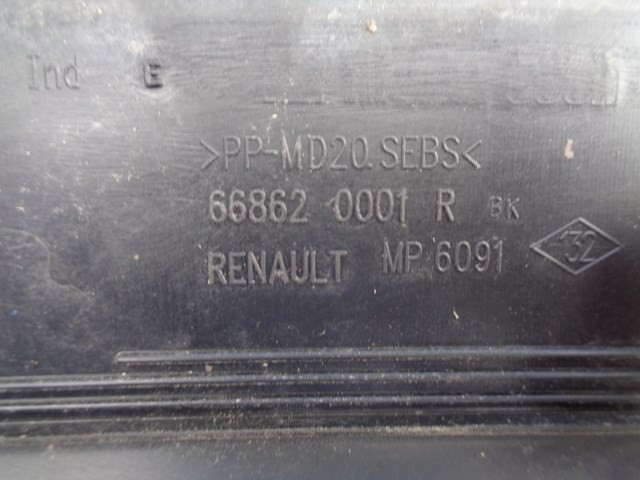 Ind E
>PP-MD20.SEBS<
66862 0001 R BK
RENAULT MP 6091 132